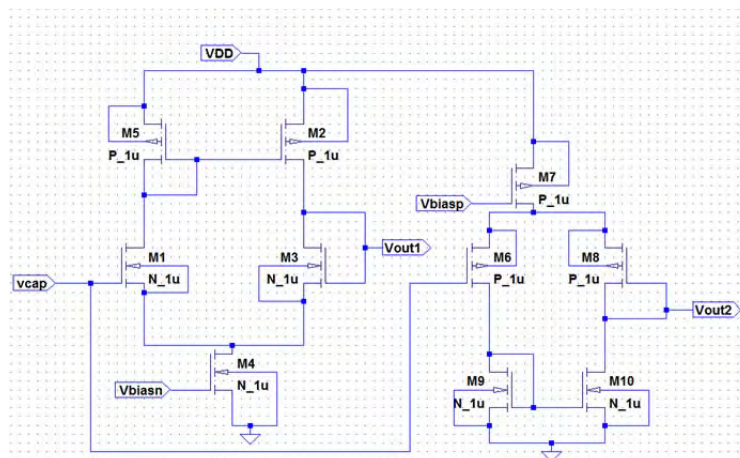 VDD
M5
P_1u
M2
P_1u
M7
P_1u
Vbiasp
M1
N_1u
M3
N_1u
Vout1
M6
P_1u
M8
P_1u
vcap
Vout2
M4
N_1u
Vbiasn
M9
N_1u
M10
N_1u